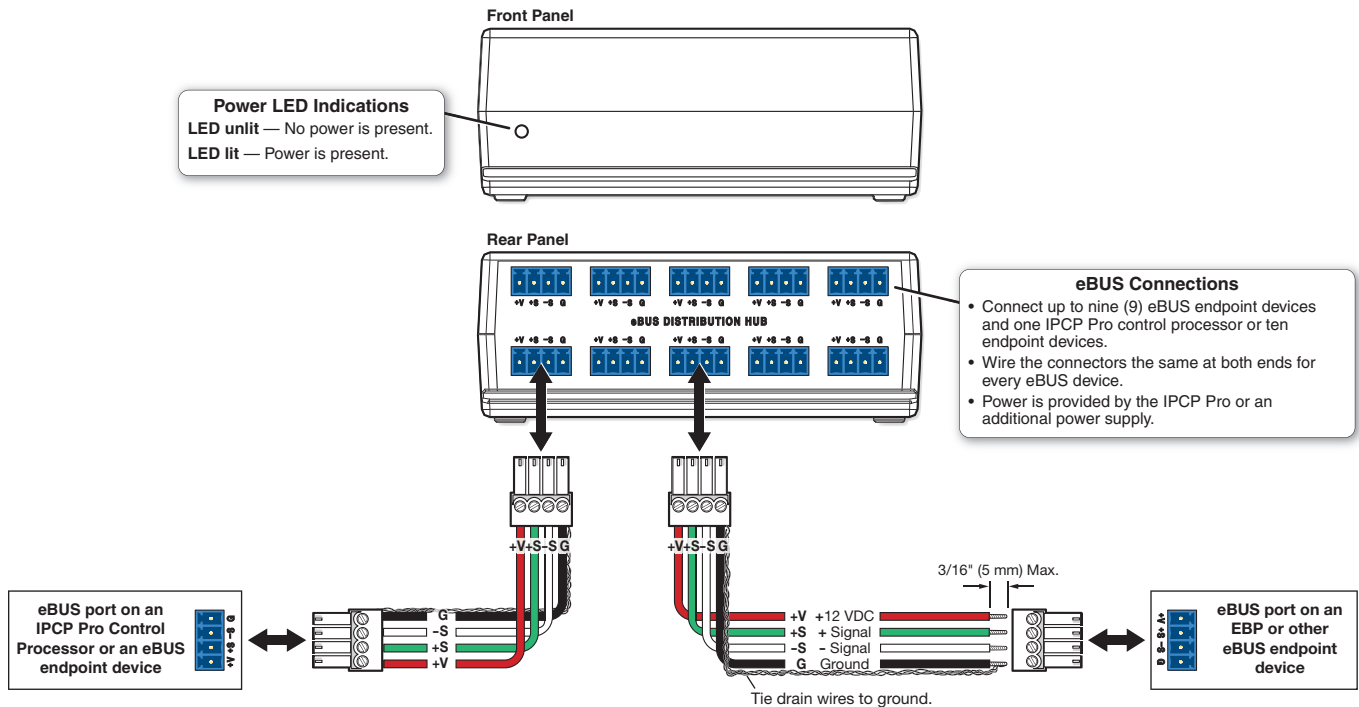 Front Panel
Power LED Indications
LED unlit — No power is present.
LED lit — Power is present.
Rear Panel
+V +S –S G +V +S –S G +V +S –S G +V +S –S G +V +S –S G
eBUS DISTRIBUTION HUB
+V +S –S G +V +S –S G +V +S –S G +V +S –S G +V +S –S G
eBUS Connections
• Connect up to nine (9) eBUS endpoint devices
and one IPCP Pro control processor or ten
endpoint devices.
• Wire the connectors the same at both ends for
every eBUS device.
• Power is provided by the IPCP Pro or an
additional power supply.
+V+S–S G
+V+S–S G
eBUS port on an
IPCP Pro Control
Processor or an eBUS
endpoint device
G
–S
+S
+V
G
–S
+S
+V
3/16" (5 mm) Max.
+V +12 VDC
+S + Signal
–S – Signal
G Ground
Tie drain wires to ground.
+V
+S
–S
G
eBUS port on an
EBP or other
eBUS endpoint
device